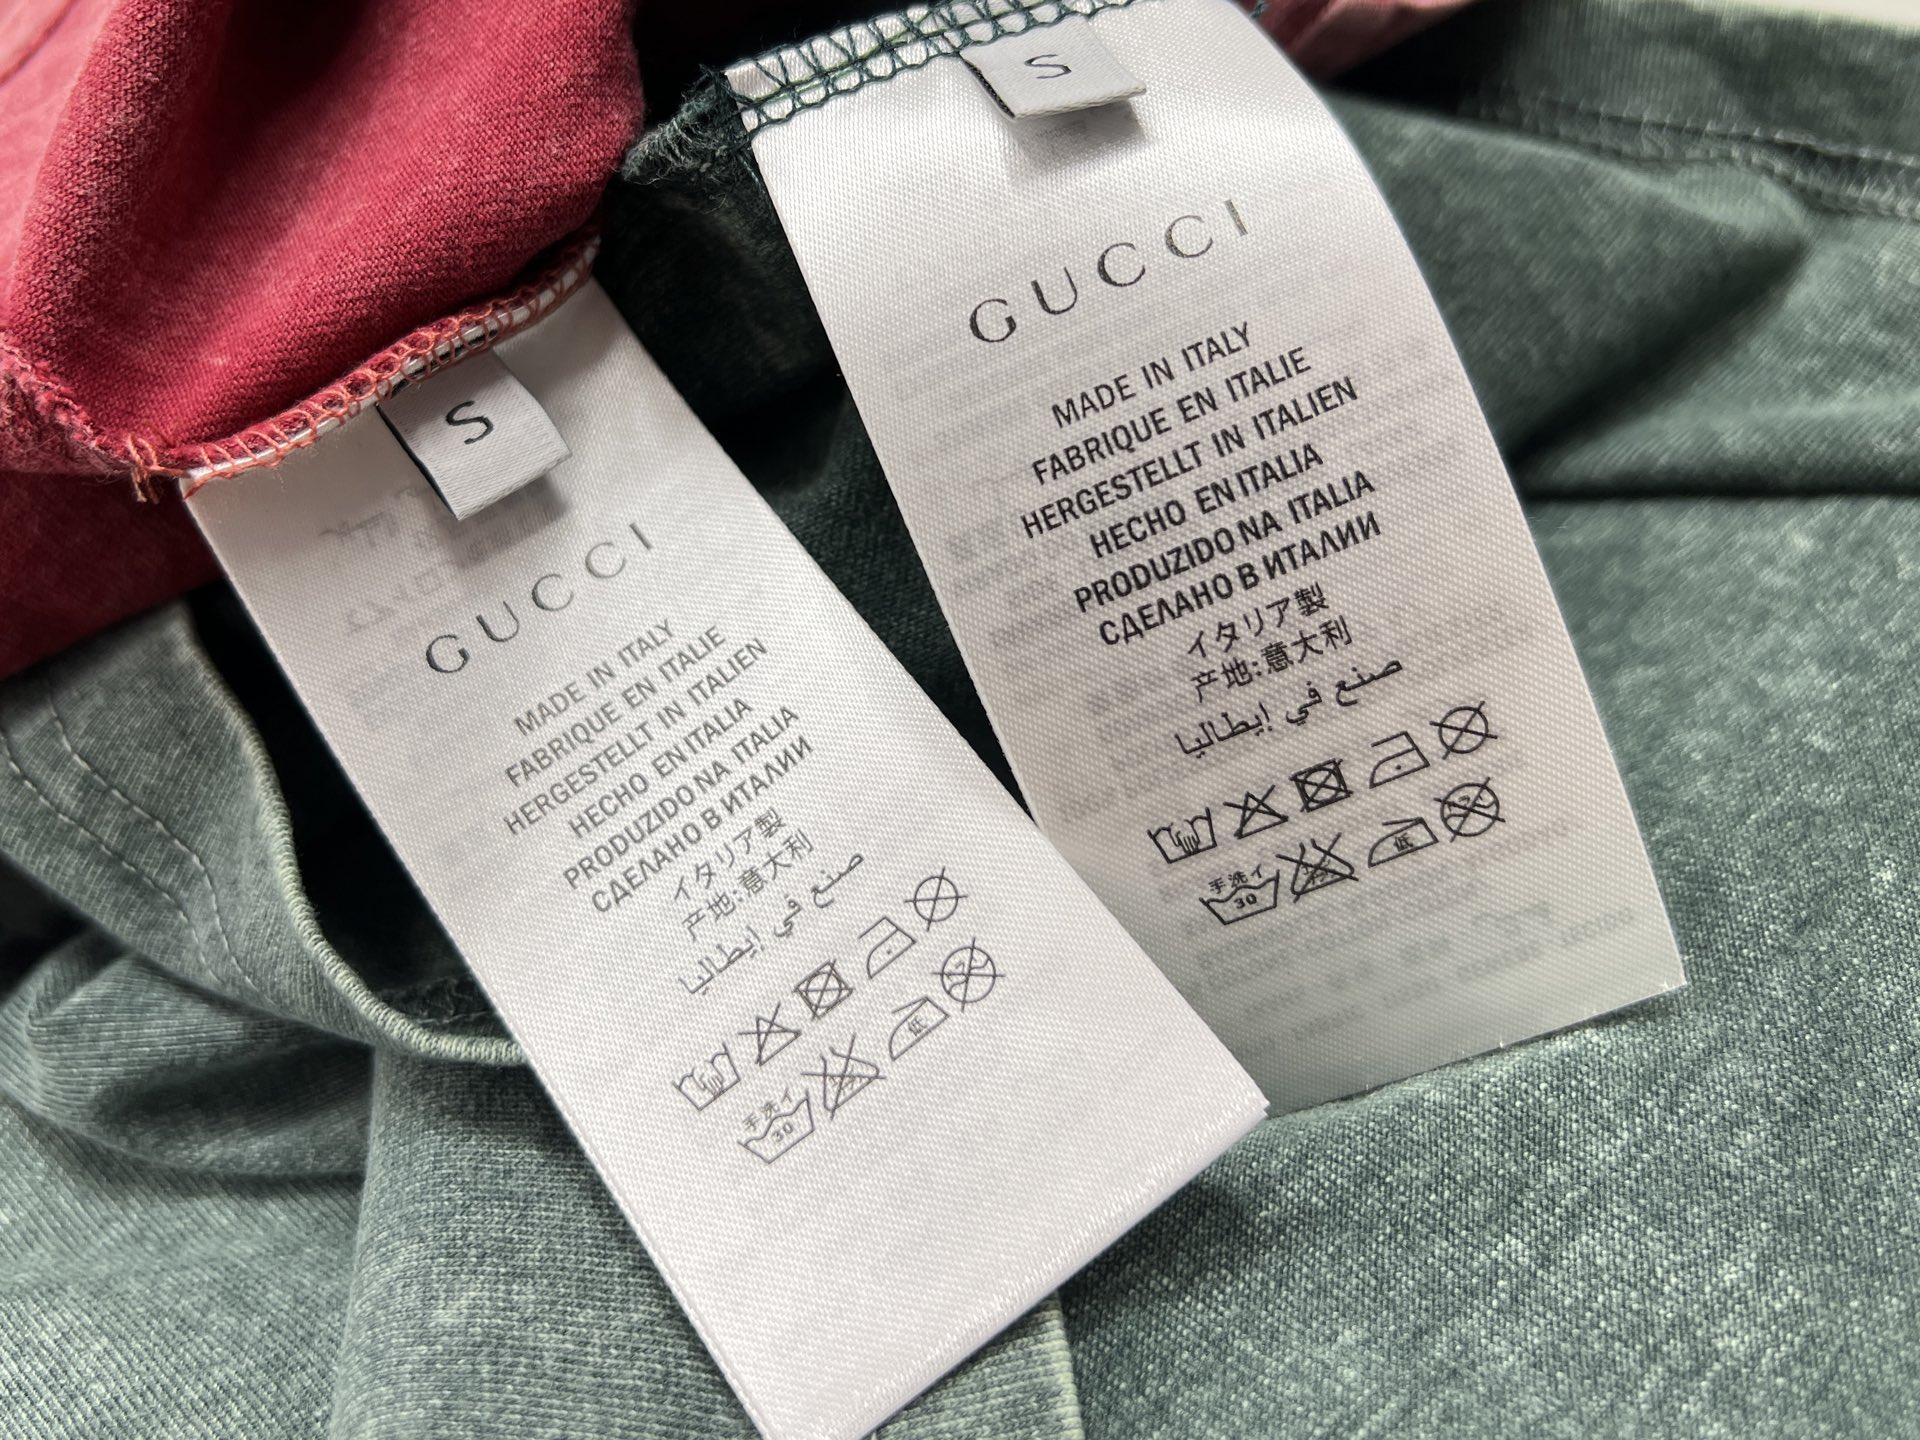 S
GUCCI
MADE IN ITALY
FABRIQUE EN ITALIE
HERGESTELLT IN ITALIEN
HECHO EN ITALIA
PRODUZIDO NA ITALIA
СДЕЛАНО В ИТАЛИИ
イタリア製
产地:意大利
صنع في إيطاليا
手洗イ
30
低
S
GUCCI
MADE IN ITALY
FABRIQUE EN ITALIE
HERGESTELLT IN ITALIEN
HECHO EN ITALIA
PRODUZIDO NA ITALIA
СДЕЛАНО В ИТАЛИИ
イタリア製
产地:意大利
صنع في إيطاليا
手洗イ
30
低